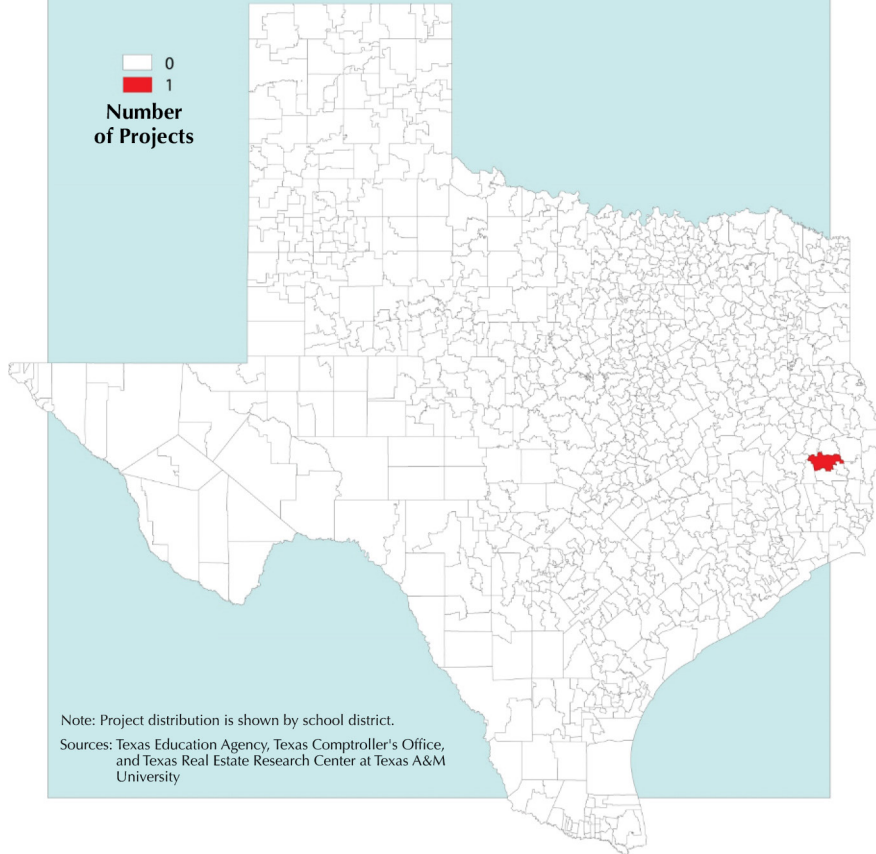 0
1
Number
of Projects
Note: Project distribution is shown by school district.
Sources: Texas Education Agency, Texas Comptroller's Office,
and Texas Real Estate Research Center at Texas A&M
University